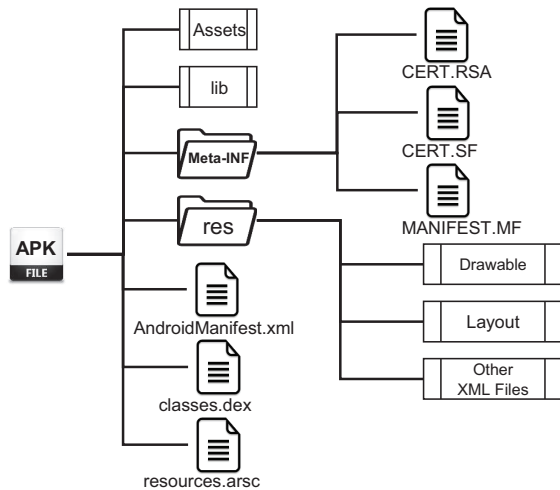 Assets
lib
Meta-INF
res
APK
FILE
AndroidManifest.xml
classes.dex
resources.arsc
CERT.RSA
CERT.SF
MANIFEST.MF
Drawable
Layout
Other
XML Files